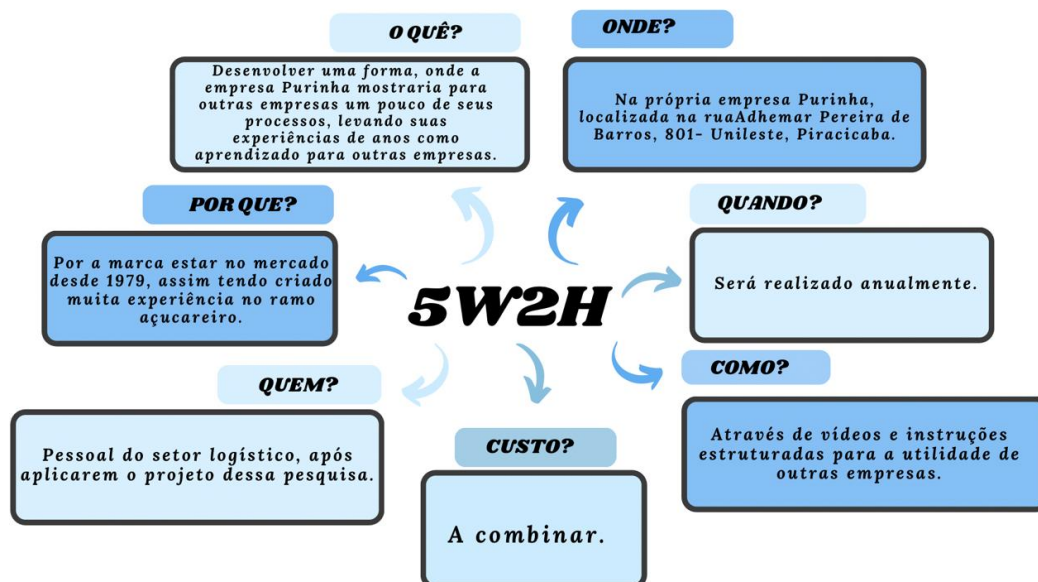 O QUÊ?
Desenvolver uma forma, onde a
empresa Purinha mostraria para
outras empresas um pouco de seus
processos, levando suas
experiências de anos como
aprendizado para outras empresas.
ONDE?
Na própria empresa Purinha,
localizada na ruaAdhemar Pereira de
Barros, 801- Unileste, Piracicaba.
POR QUE?
Por a marca estar no mercado
desde 1979, assim tendo criado
muita experiência no ramo
açucareiro.
5W2H
QUANDO?
Será realizado anualmente.
QUEM?
Pessoal do setor logístico, após
aplicarem o projeto dessa pesquisa.
CUSTO?
A combinar.
COMO?
Através de vídeos e instruções
estruturadas para a utilidade de
outras empresas.